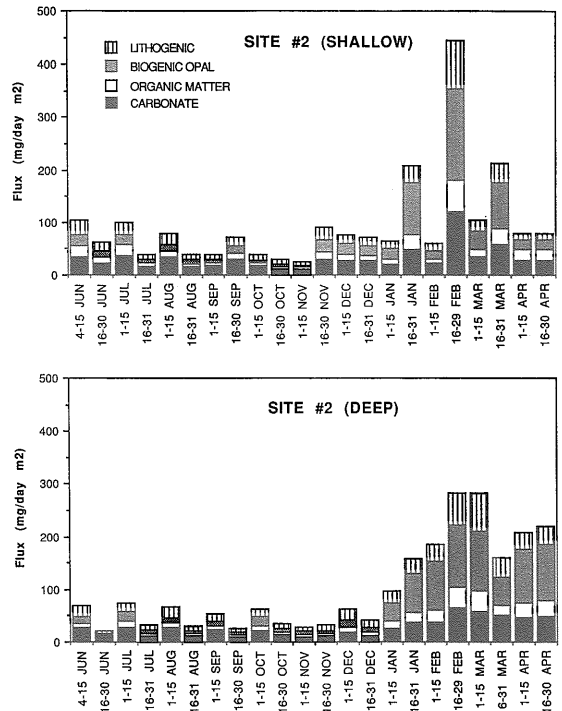 SITE #2 (SHALLOW)
LITHOGENIC
BIOGENIC OPAL
ORGANIC MATTER
CARBONATE
Flux (mg/day m2)
500
400
300
200
100
0
4-15 JUN
16-30 JUN
1-15 JUL
16-31 JUL
1-15 AUG
16-31 AUG
1-15 SEP
16-30 SEP
1-15 OCT
16-30 OCT
1-15 NOV
16-30 NOV
1-15 DEC
16-31 DEC
1-15 JAN
16-31 JAN
1-15 FEB
16-29 FEB
1-15 MAR
16-31 MAR
1-15 APR
16-30 APR
SITE #2 (DEEP)
Flux (mg/day m2)
500
400
300
200
100
0
4-15 JUN
16-30 JUN
1-15 JUL
16-31 JUL
1-15 AUG
16-31 AUG
1-15 SEP
16-30 SEP
1-15 OCT
16-30 OCT
1-15 NOV
16-30 NOV
1-15 DEC
16-31 DEC
1-15 JAN
16-31 JAN
1-15 FEB
16-29 FEB
1-15 MAR
6-31 MAR
1-15 APR
16-30 APR